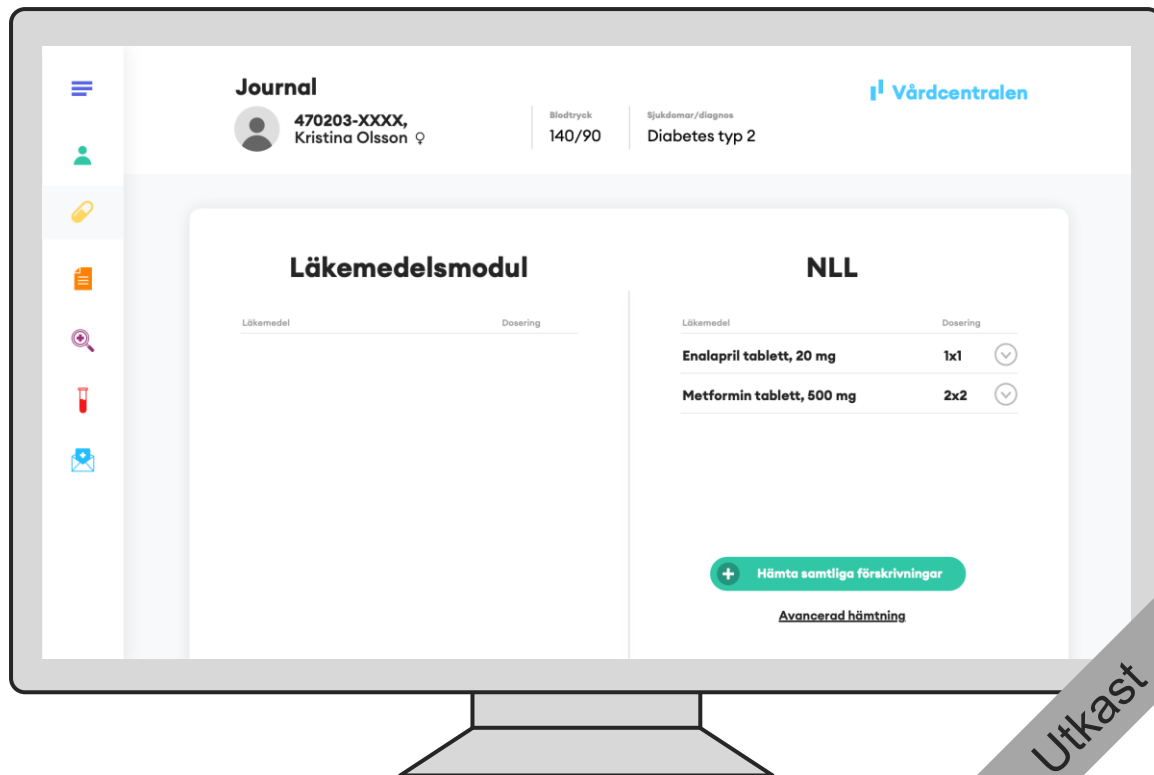 Journal
Vårdcentralen
470203-XXXX,
Kristina Olsson ♀
Blodtryck
140/90
Sjukdomar/diagnos
Diabetes typ 2
Läkemedelsmodul
Läkemedel Dosering
NLL
Läkemedel Dosering
Enalapril tablett, 20 mg 1x1
Metformin tablett, 500 mg 2x2
Hämta samtliga förskrivningar
Avancerad hämtning
Utkast